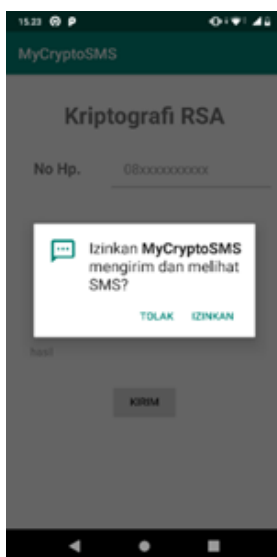 15.23
MyCryptoSMS
Kriptografi RSA
No Hp. 08xxxxxxxxxx
Izinkan MyCryptoSMS
mengirim dan melihat
SMS?
TOLAK IZINKAN
hasil
KIRIM